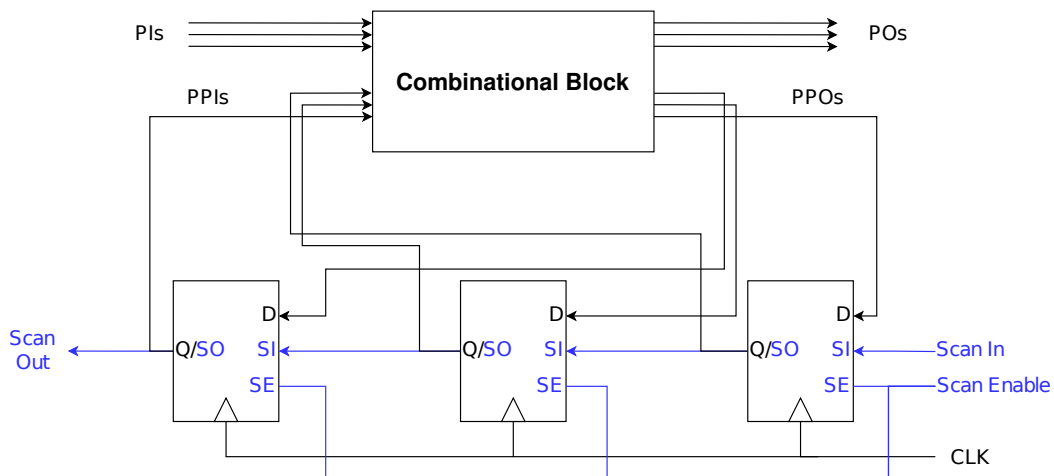 PIs
POs
Combinational Block
PPIs
PPOs
D
D
D
Scan
Out
Q/SO
SI
Q/SO
SI
Q/SO
SI
Scan In
SE
SE
SE
Scan Enable
CLK